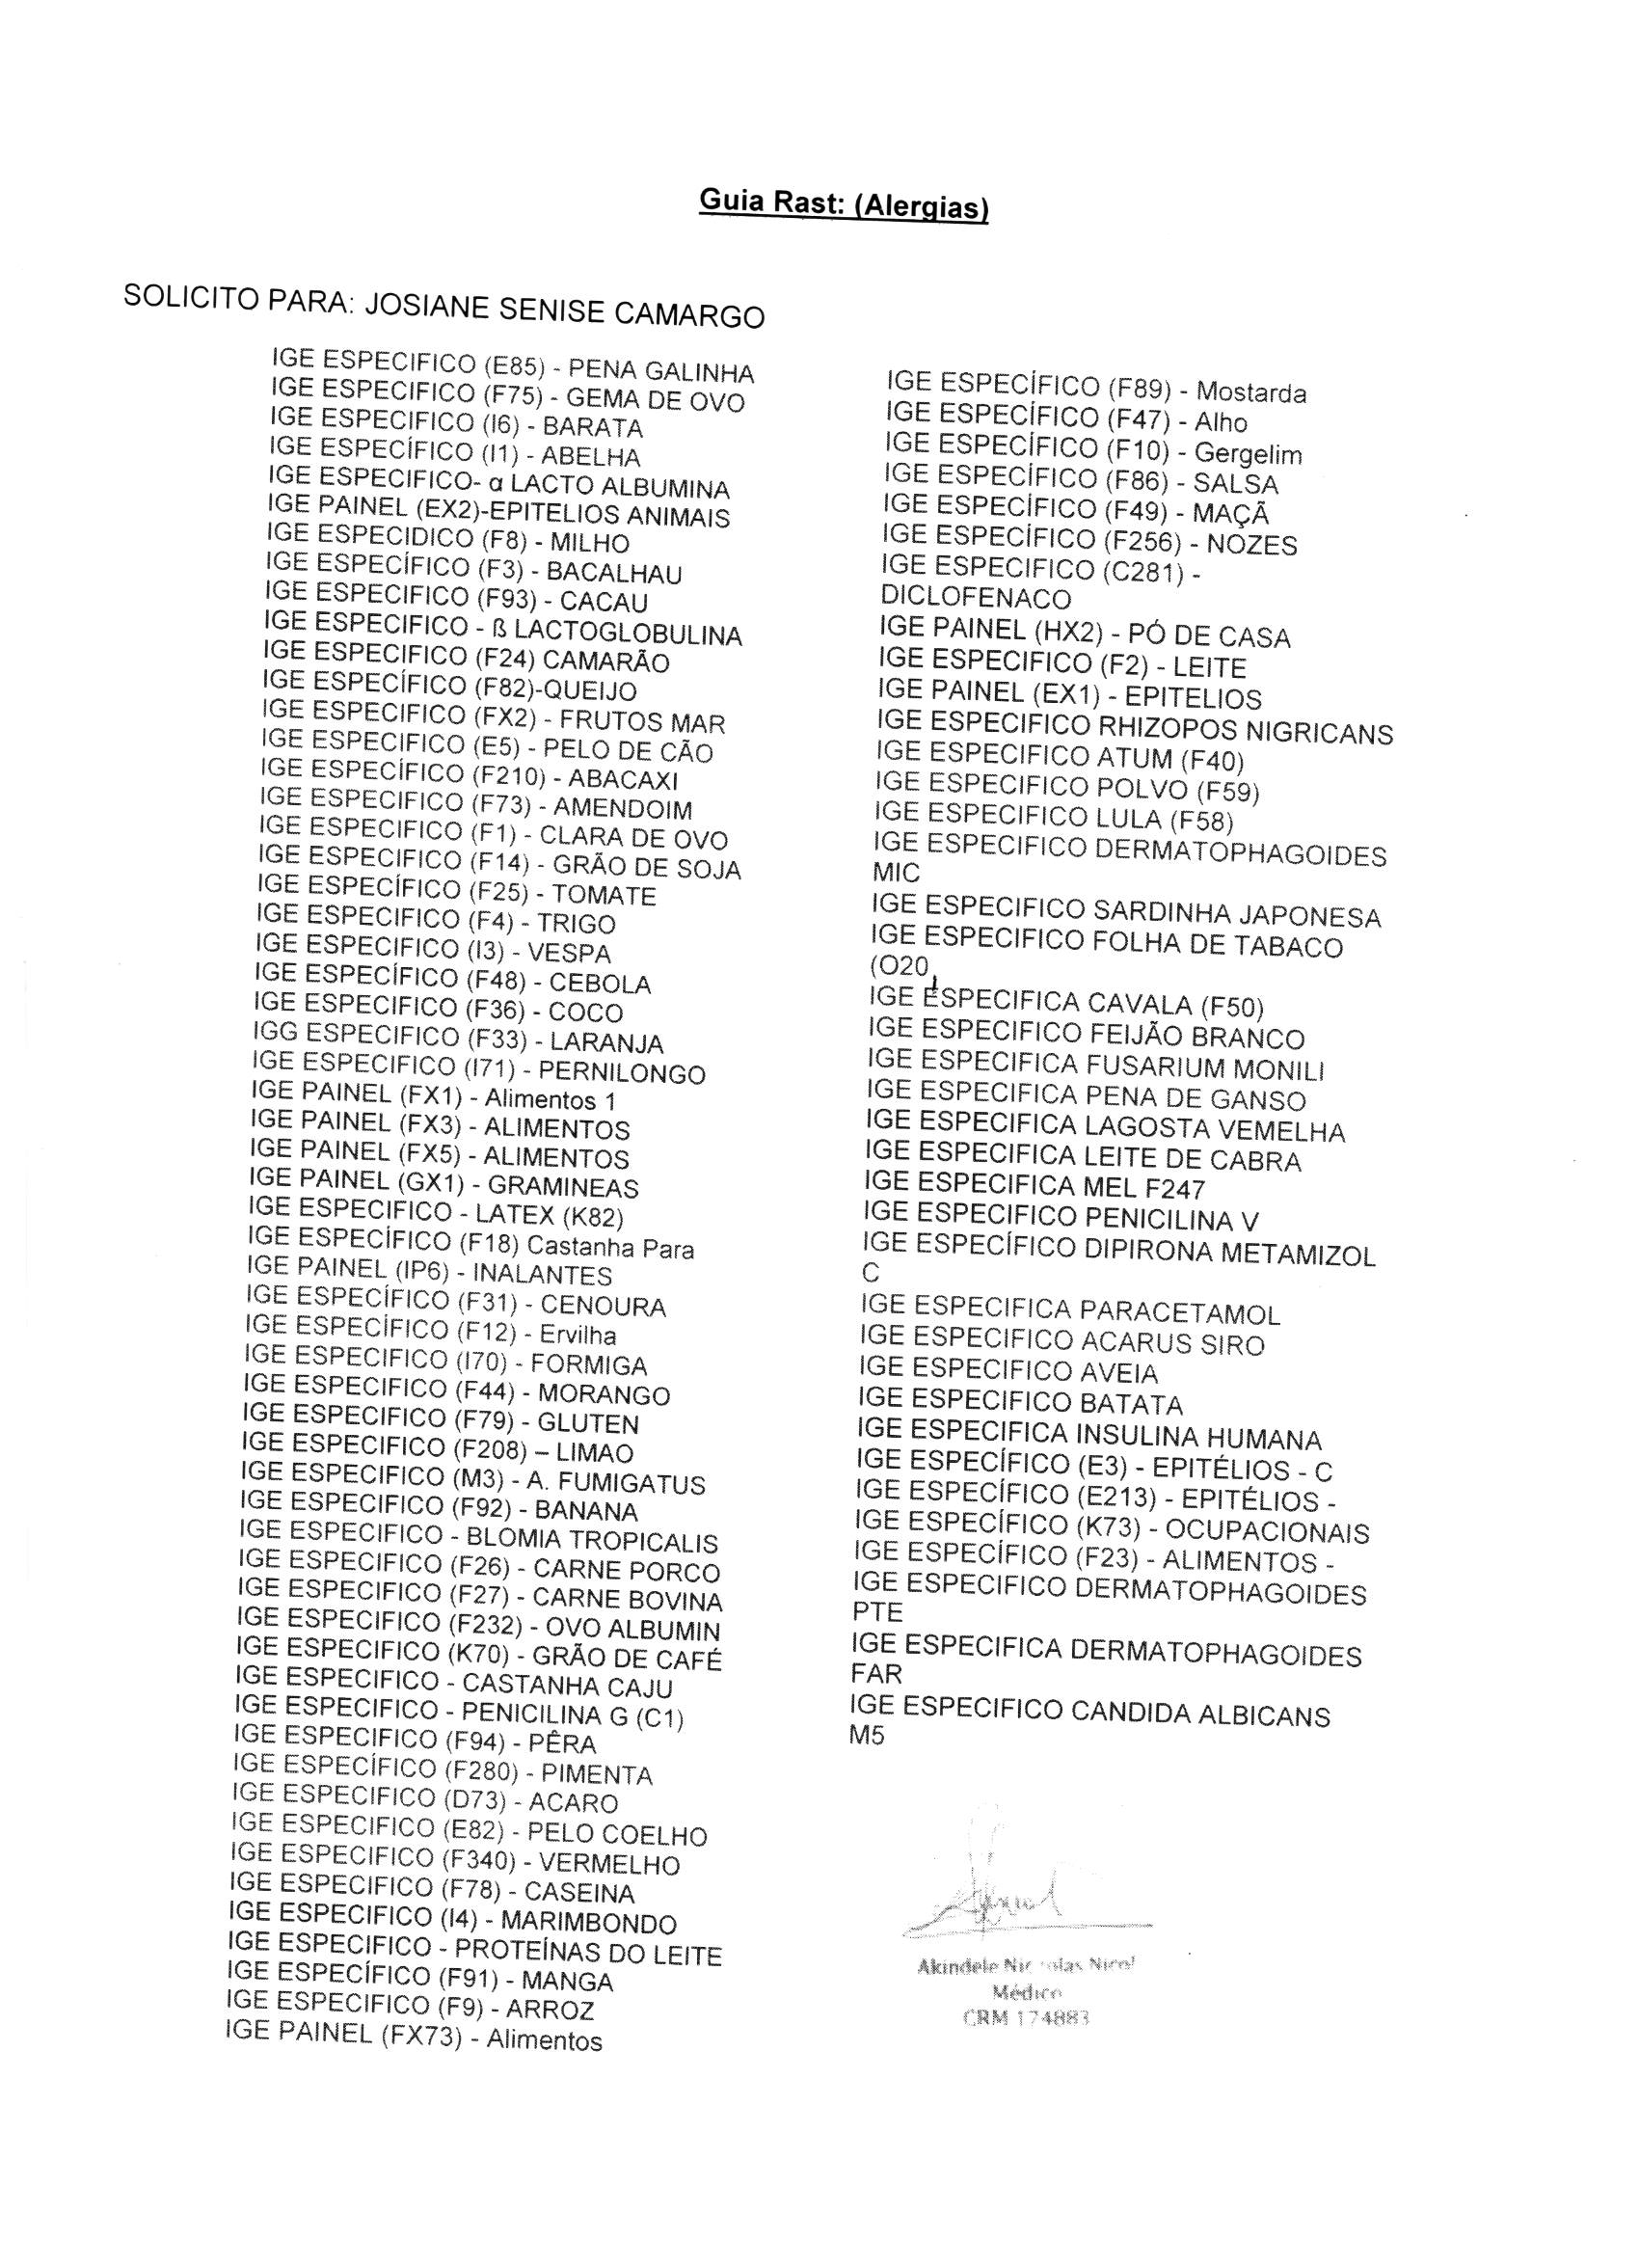 Guia Rast: (Alergias)
SOLICITO PARA: JOSIANE SENISE CAMARGO
IGE ESPECIFICO (E85) - PENA GALINHA
IGE ESPECIFICO (F75) - GEMA DE OVO
IGE ESPECIFICO (I6) - BARATA
IGE ESPECÍFICO (I1) - ABELHA
IGE ESPECIFICO- α LACTO ALBUMINA
IGE PAINEL (EX2)-EPITELIOS ANIMAIS
IGE ESPECIDICO (F8) - MILHO
IGE ESPECÍFICO (F3) - BACALHAU
IGE ESPECIFICO (F93) - CACAU
IGE ESPECIFICO - ß LACTOGLOBULINA
IGE ESPECIFICO (F24) CAMARÃO
IGE ESPECÍFICO (F82)-QUEIJO
IGE ESPECIFICO (FX2) - FRUTOS MAR
IGE ESPECIFICO (E5) - PELO DE CÃO
IGE ESPECÍFICO (F210) - ABACAXI
IGE ESPECIFICO (F73) - AMENDOIM
IGE ESPECIFICO (F1) - CLARA DE OVO
IGE ESPECIFICO (F14) - GRÃO DE SOJA
IGE ESPECÍFICO (F25) - TOMATE
IGE ESPECIFICO (F4) - TRIGO
IGE ESPECIFICO (I3) - VESPA
IGE ESPECÍFICO (F48) - CEBOLA
IGE ESPECIFICO (F36) - COCO
IGG ESPECIFICO (F33) - LARANJA
IGE ESPECIFICO (I71) - PERNILONGO
IGE PAINEL (FX1) - Alimentos 1
IGE PAINEL (FX3) - ALIMENTOS
IGE PAINEL (FX5) - ALIMENTOS
IGE PAINEL (GX1) - GRAMINEAS
IGE ESPECIFICO - LATEX (K82)
IGE ESPECÍFICO (F18) Castanha Para
IGE PAINEL (IP6) - INALANTES
IGE ESPECÍFICO (F31) - CENOURA
IGE ESPECÍFICO (F12) - Ervilha
IGE ESPECIFICO (I70) - FORMIGA
IGE ESPECIFICO (F44) - MORANGO
IGE ESPECIFICO (F79) - GLUTEN
IGE ESPECIFICO (F208) – LIMAO
IGE ESPECIFICO (M3) - A. FUMIGATUS
IGE ESPECIFICO (F92) - BANANA
IGE ESPECIFICO - BLOMIA TROPICALIS
IGE ESPECIFICO (F26) - CARNE PORCO
IGE ESPECIFICO (F27) - CARNE BOVINA
IGE ESPECIFICO (F232) - OVO ALBUMIN
IGE ESPECIFICO (K70) - GRÃO DE CAFÉ
IGE ESPECIFICO - CASTANHA CAJU
IGE ESPECIFICO - PENICILINA G (C1)
IGE ESPECIFICO (F94) - PÊRA
IGE ESPECÍFICO (F280) - PIMENTA
IGE ESPECIFICO (D73) - ACARO
IGE ESPECIFICO (E82) - PELO COELHO
IGE ESPECIFICO (F340) - VERMELHO
IGE ESPECIFICO (F78) - CASEINA
IGE ESPECIFICO (I4) - MARIMBONDO
IGE ESPECIFICO - PROTEÍNAS DO LEITE
IGE ESPECÍFICO (F91) - MANGA
IGE ESPECIFICO (F9) - ARROZ
IGE PAINEL (FX73) - Alimentos
IGE ESPECÍFICO (F89) - Mostarda
IGE ESPECÍFICO (F47) - Alho
IGE ESPECÍFICO (F10) - Gergelim
IGE ESPECÍFICO (F86) - SALSA
IGE ESPECÍFICO (F49) - MAÇÃ
IGE ESPECÍFICO (F256) - NOZES
IGE ESPECIFICO (C281) -
DICLOFENACO
IGE PAINEL (HX2) - PÓ DE CASA
IGE ESPECIFICO (F2) - LEITE
IGE PAINEL (EX1) - EPITELIOS
IGE ESPECIFICO RHIZOPOS NIGRICANS
IGE ESPECIFICO ATUM (F40)
IGE ESPECIFICO POLVO (F59)
IGE ESPECIFICO LULA (F58)
IGE ESPECIFICO DERMATOPHAGOIDES
MIC
IGE ESPECIFICO SARDINHA JAPONESA
IGE ESPECIFICO FOLHA DE TABACO
(O20
IGE ESPECIFICA CAVALA (F50)
IGE ESPECIFICO FEIJÃO BRANCO
IGE ESPECIFICA FUSARIUM MONILI
IGE ESPECIFICA PENA DE GANSO
IGE ESPECIFICA LAGOSTA VEMELHA
IGE ESPECIFICA LEITE DE CABRA
IGE ESPECIFICA MEL F247
IGE ESPECIFICO PENICILINA V
IGE ESPECÍFICO DIPIRONA METAMIZOL
C
IGE ESPECIFICA PARACETAMOL
IGE ESPECIFICO ACARUS SIRO
IGE ESPECIFICO AVEIA
IGE ESPECIFICO BATATA
IGE ESPECIFICA INSULINA HUMANA
IGE ESPECÍFICO (E3) - EPITÉLIOS - C
IGE ESPECÍFICO (E213) - EPITÉLIOS -
IGE ESPECÍFICO (K73) - OCUPACIONAIS
IGE ESPECÍFICO (F23) - ALIMENTOS -
IGE ESPECIFICO DERMATOPHAGOIDES
PTE
IGE ESPECIFICA DERMATOPHAGOIDES
FAR
IGE ESPECIFICO CANDIDA ALBICANS
M5
Akindele
Médico
CRM 174883